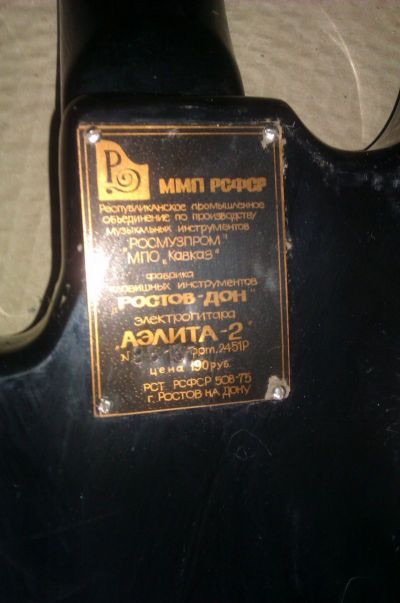 Р
ММП РСФСР
Республиканское промышленное
объединение по производству
музыкальных инструментов
"РОСМУЗПРОМ"
МПО „Кавказ"
фабрика
клавишных инструментов
„РОСТОВ-ДОН"
электрогитара
„АЭЛИТА-2"
N арт. 2451Р
цена 190 руб.
РСТ РСФСР 508-75
г. РОСТОВ НА ДОНУ